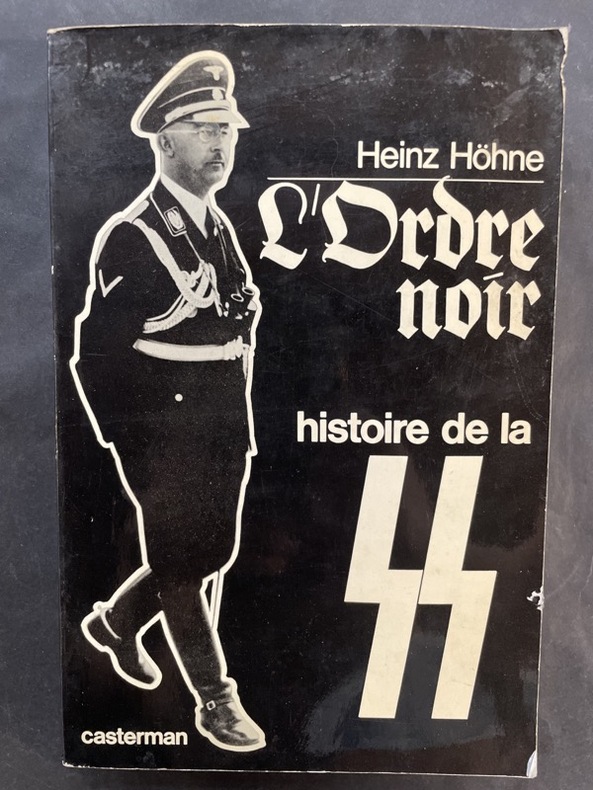 Heinz Höhne
L'Ordre
noir
histoire de la
SS
casterman